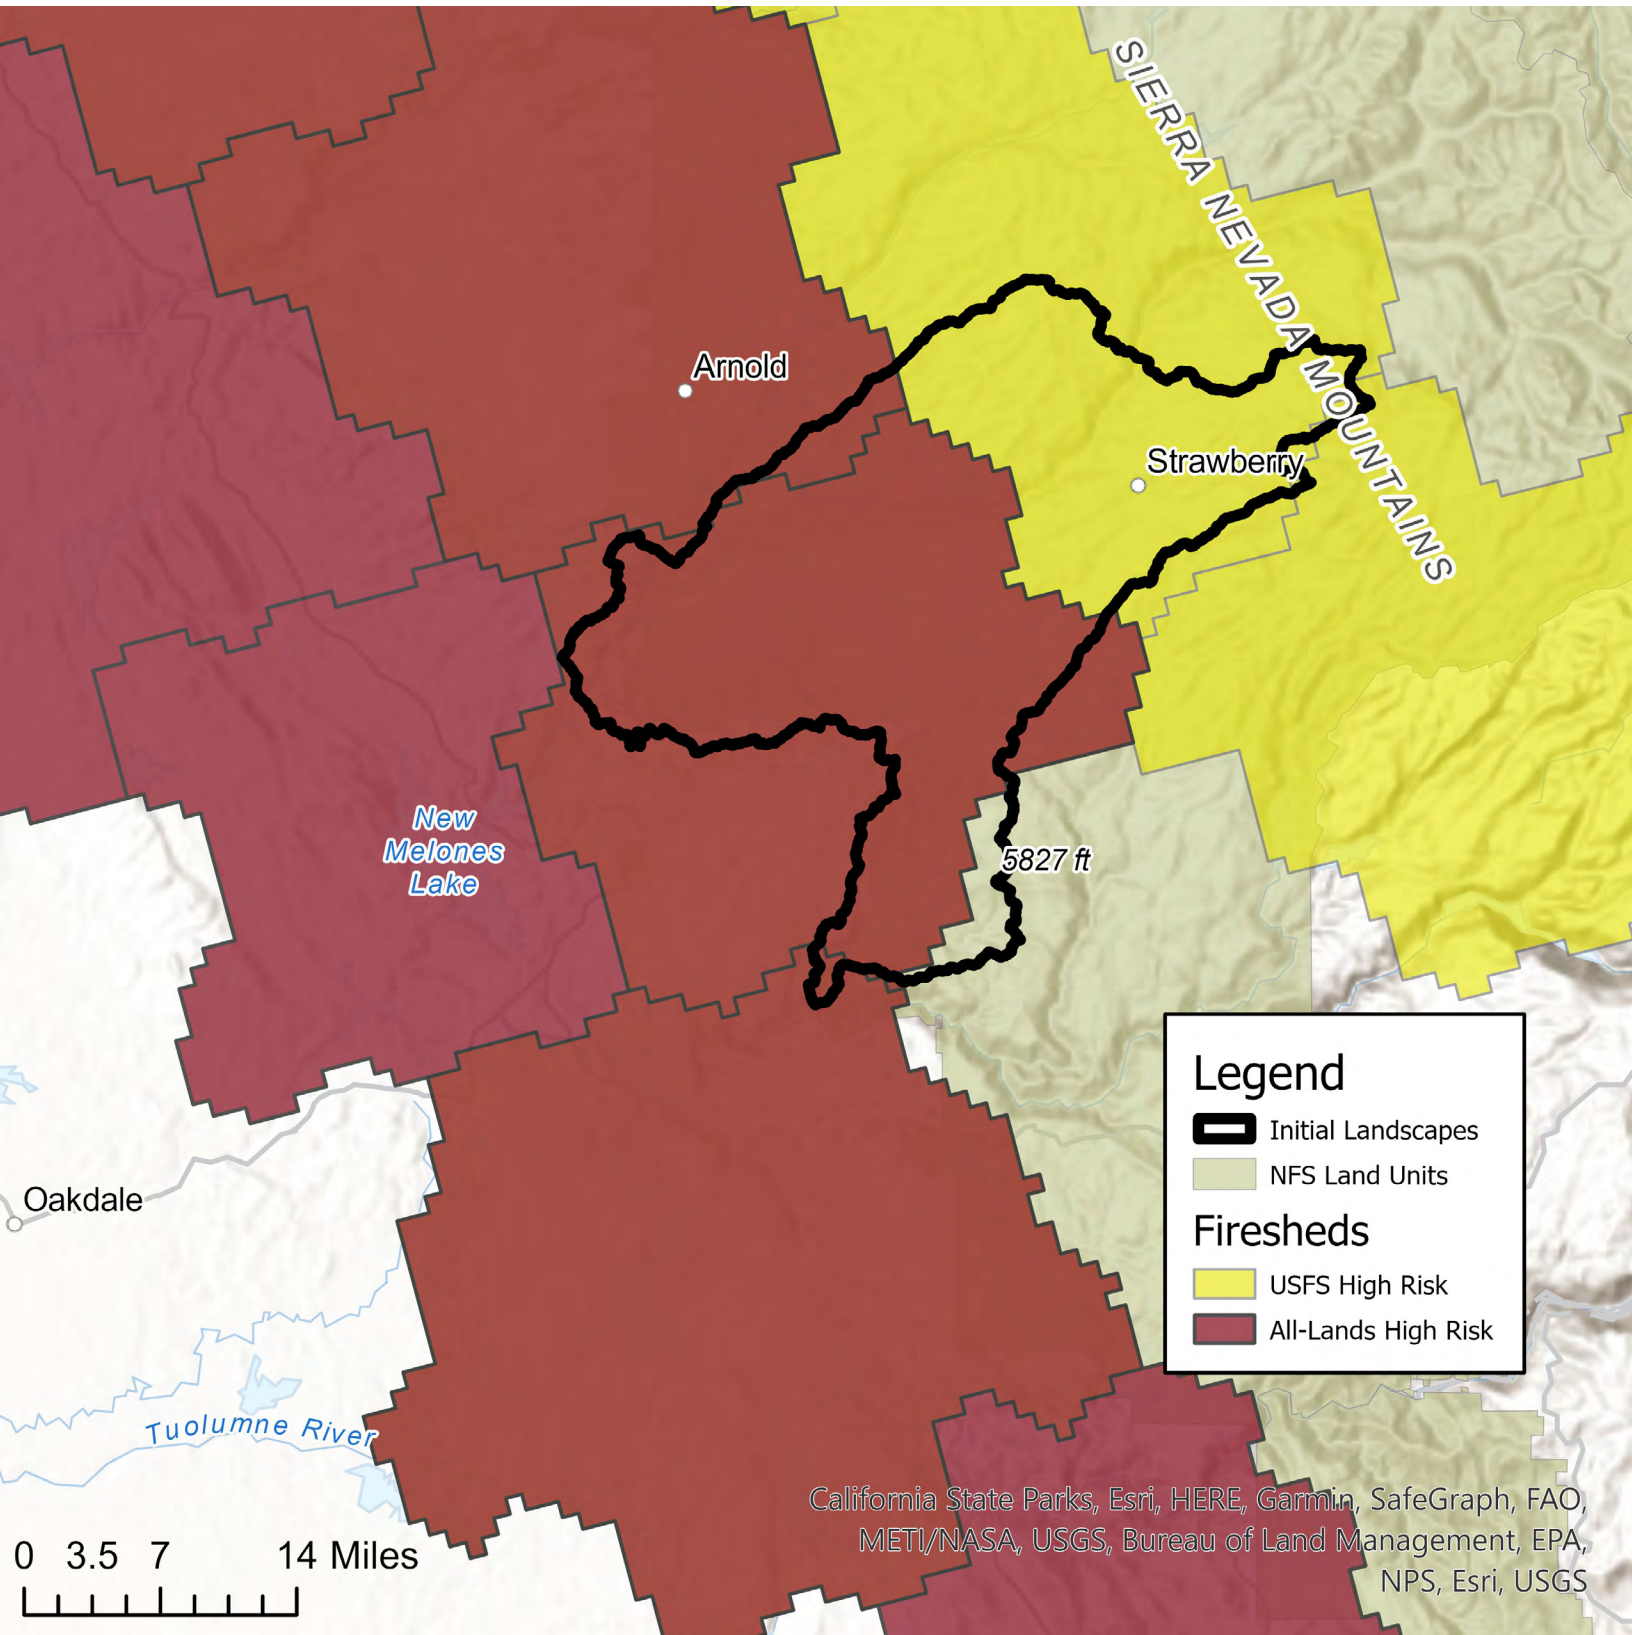 SIERRA NEVADA MOUNTAINS
Arnold
Strawberry
New
Melones
Lake
5827 ft
Legend
Initial Landscapes
NFS Land Units
Firesheds
USFS High Risk
All-Lands High Risk
Oakdale
Tuolumne River
California State Parks, Esri, HERE, Garmin, SafeGraph, FAO,
METI/NASA, USGS, Bureau of Land Management, EPA,
NPS, Esri, USGS
0 3.5 7 14 Miles